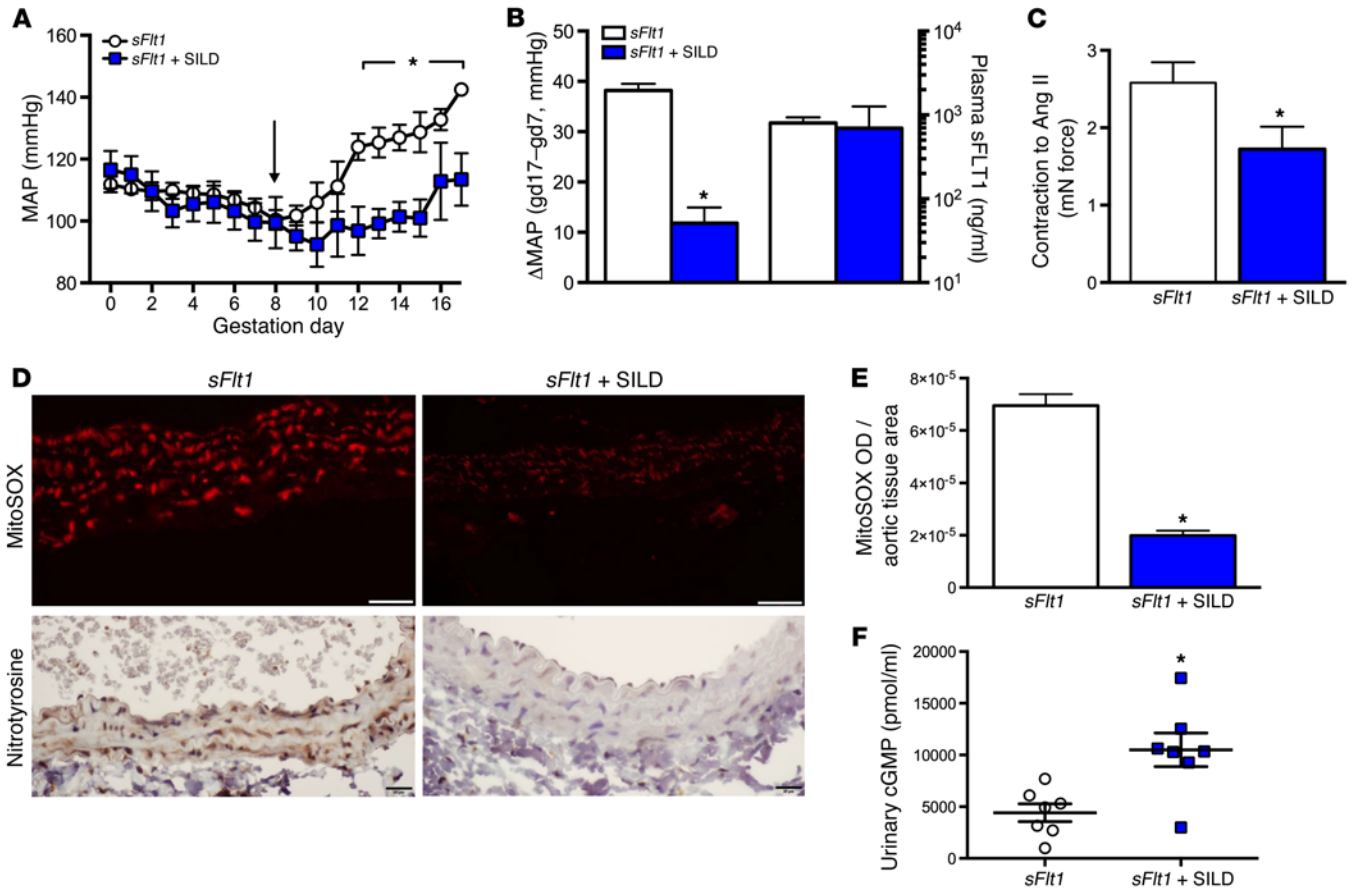 A
160
140
120
100
80
MAP (mmHg)
sFlt1
sFlt1 + SILD
*
0 2 4 6 8 10 12 14 16
Gestation day
B
50
40
30
20
10
0
ΔMAP (gd17–gd7, mmHg)
sFlt1
sFlt1 + SILD
*
10⁴
10³
10²
10¹
Plasma sFLT1 (ng/ml)
C
3
2
1
0
Contraction to Ang II
(mN force)
*
sFlt1 sFlt1 + SILD
D
sFlt1 sFlt1 + SILD
MitoSOX
Nitrotyrosine
E
8×10⁻⁵
6×10⁻⁵
4×10⁻⁵
2×10⁻⁵
0
MitoSOX OD /
aortic tissue area
*
sFlt1 sFlt1 + SILD
F
20000
15000
10000
5000
0
Urinary cGMP (pmol/ml)
*
sFlt1 sFlt1 + SILD